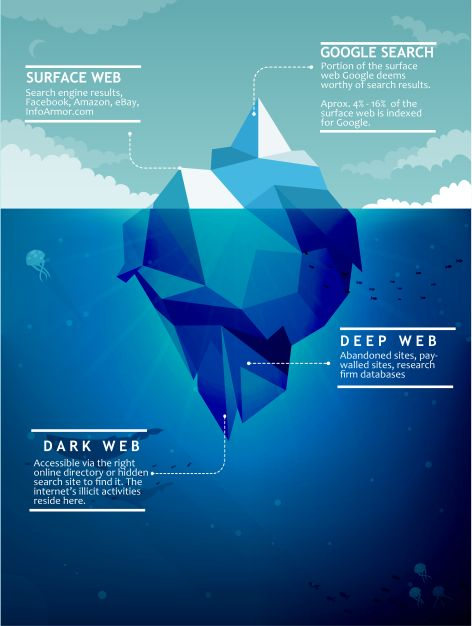 SURFACE WEB
Search engine results,
Facebook, Amazon, eBay,
InfoArmor.com
GOOGLE SEARCH
Portion of the surface
web Google deems
worthy of search results.
Aprox. 4% - 16% of the
surface web is indexed
for Google.
DEEP WEB
Abandoned sites, pay-
walled sites, research
firm databases
DARK WEB
Accessible via the right
online directory or hidden
search site to find it. The
internet's illicit activities
reside here.